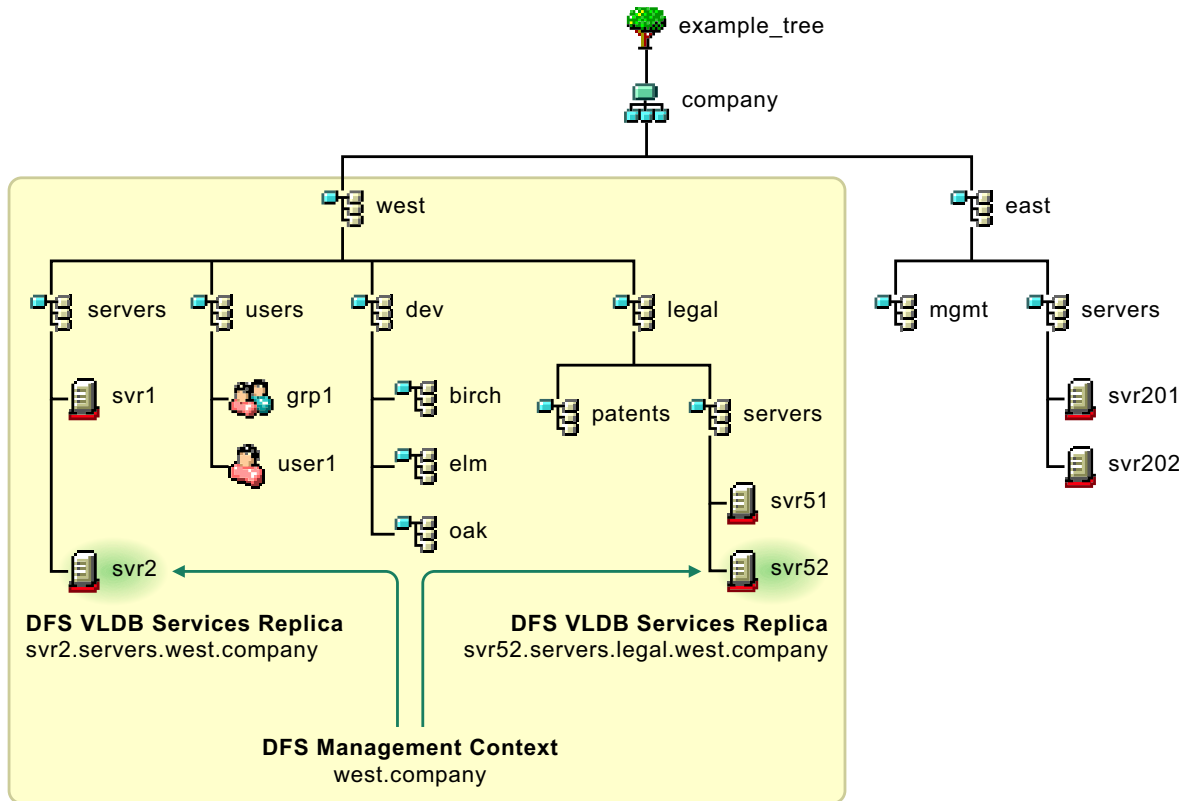 example_tree
company
west
east
servers
users
dev
legal
mgmt
servers
svr1
grp1
birch
patents
servers
svr201
user1
elm
svr202
svr51
oak
svr2
svr52
DFS VLDB Services Replica
svr2.servers.west.company
DFS VLDB Services Replica
svr52.servers.legal.west.company
DFS Management Context
west.company